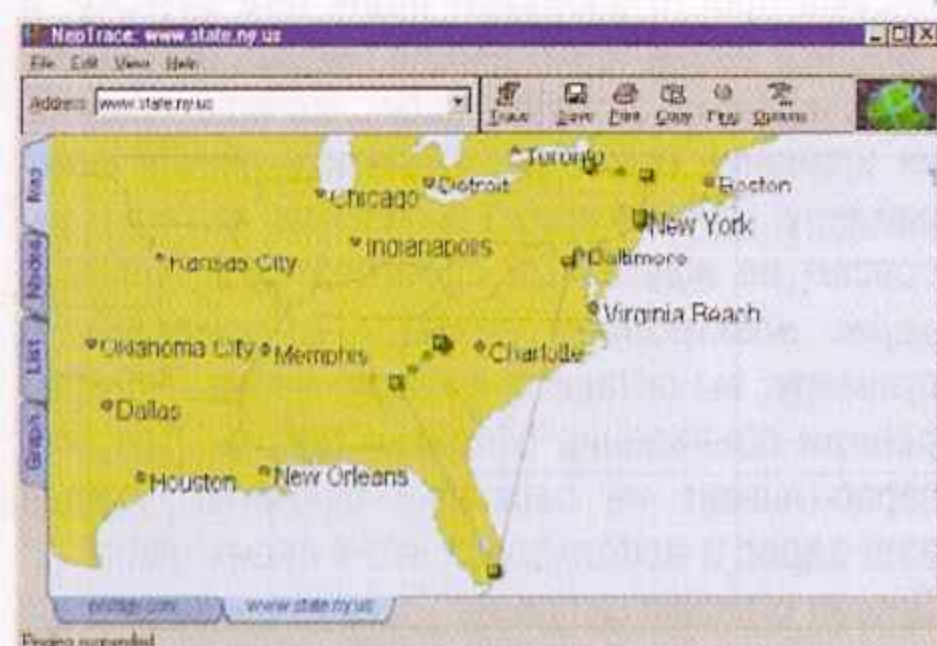 NeoTrace: www.state.ny.us
File Edit View Help
Address www.state.ny.us
Trace Save Print Copy Options
Map
Nodes
List
Graph
Toronto
Chicago
Detroit
Boston
New York
Indianapolis
Kansas City
Baltimore
Virginia Beach
Oklahoma City
Memphis
Charlotte
Dallas
Houston
New Orleans
www.state.ny.us
Pinging suspended